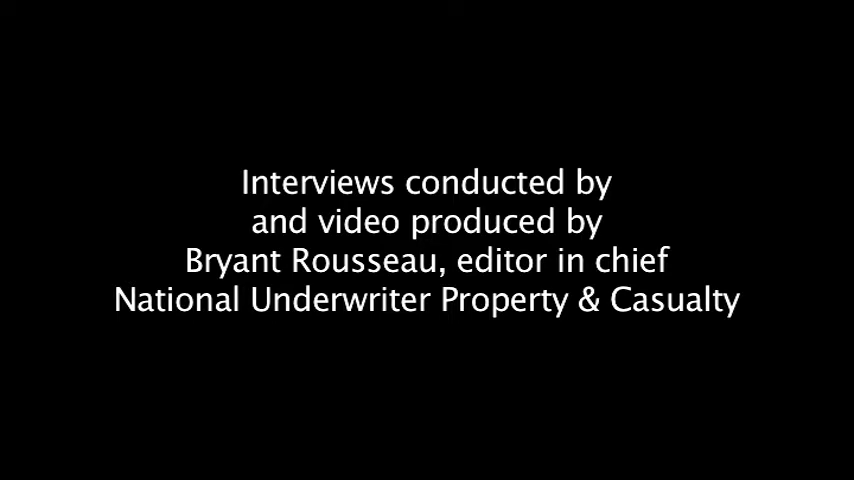 Interviews conducted by
and video produced by
Bryant Rousseau, editor in chief
National Underwriter Property & Casualty